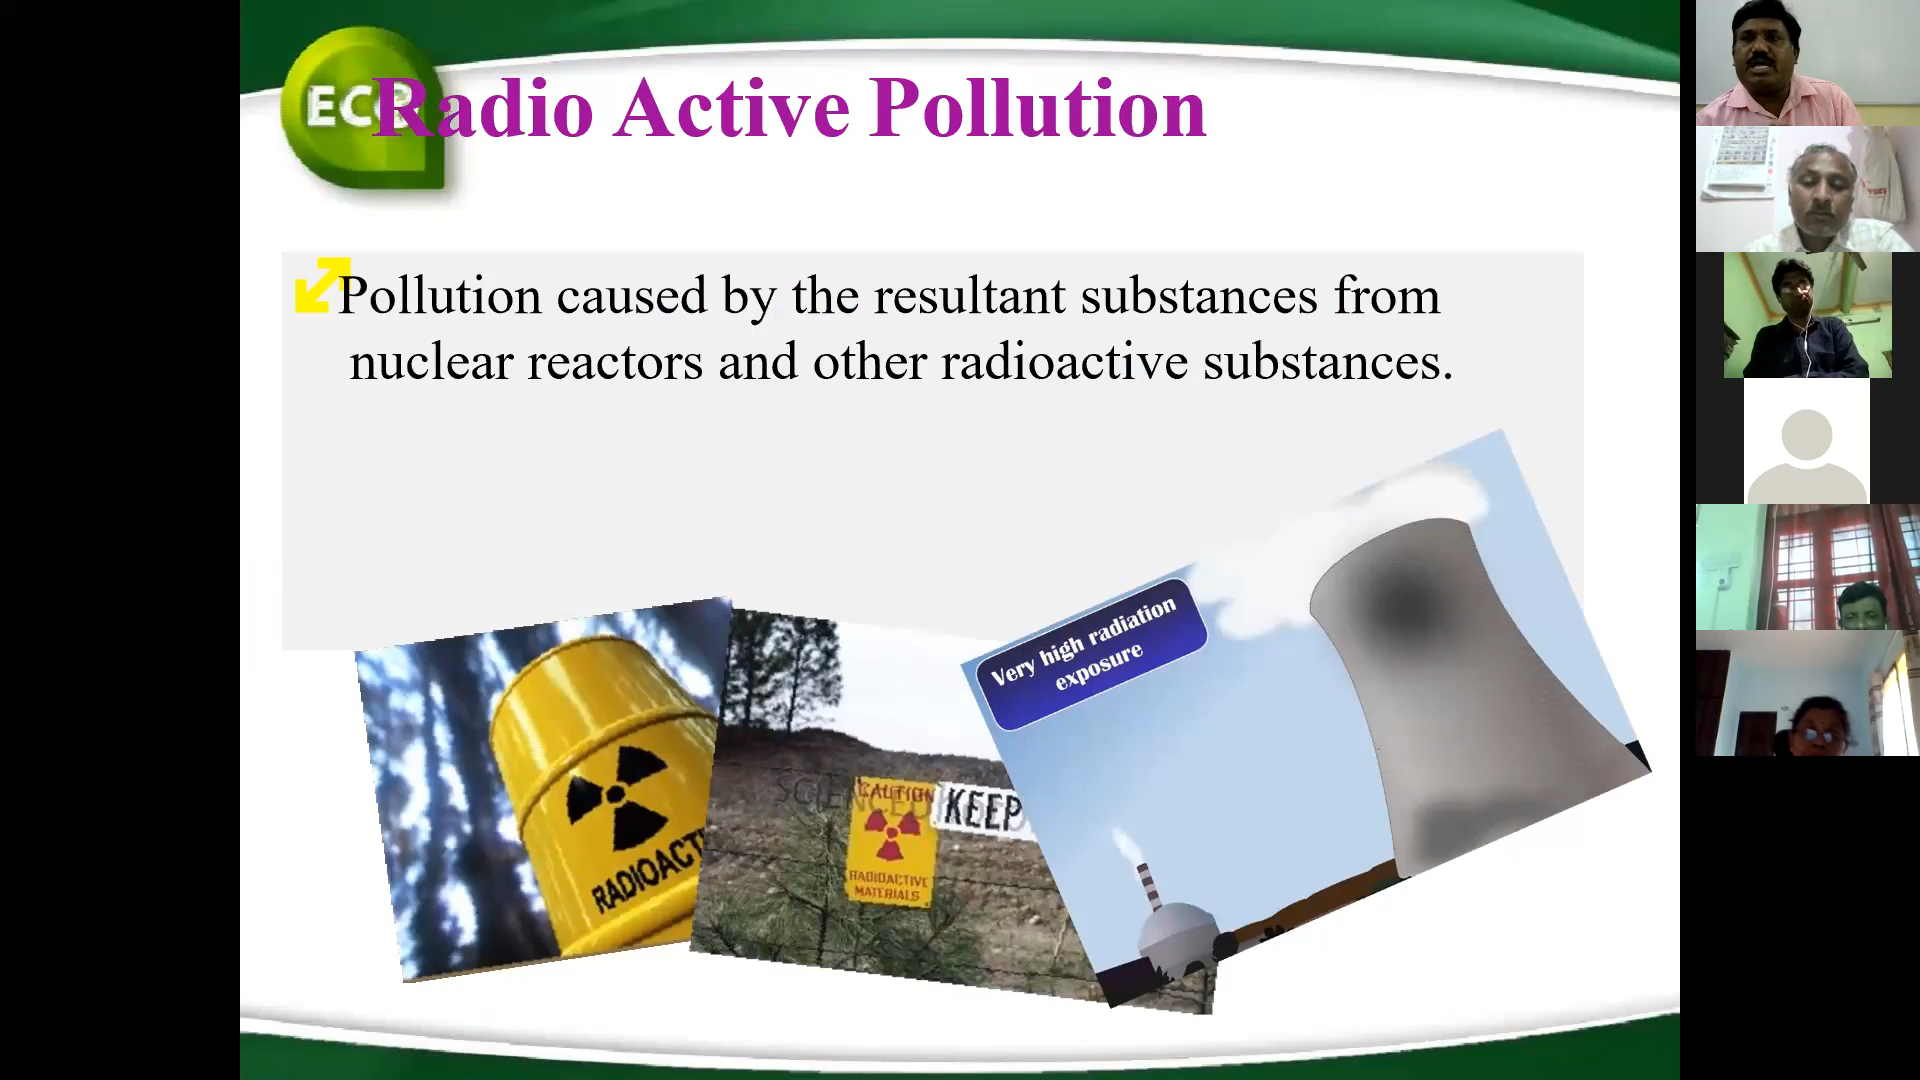 ECO
Radio Active Pollution
Pollution caused by the resultant substances from
nuclear reactors and other radioactive substances.
Very high radiation
exposure
RADIOACT
CAUTION
KEEP
RADIOACTIVE
MATERIALS